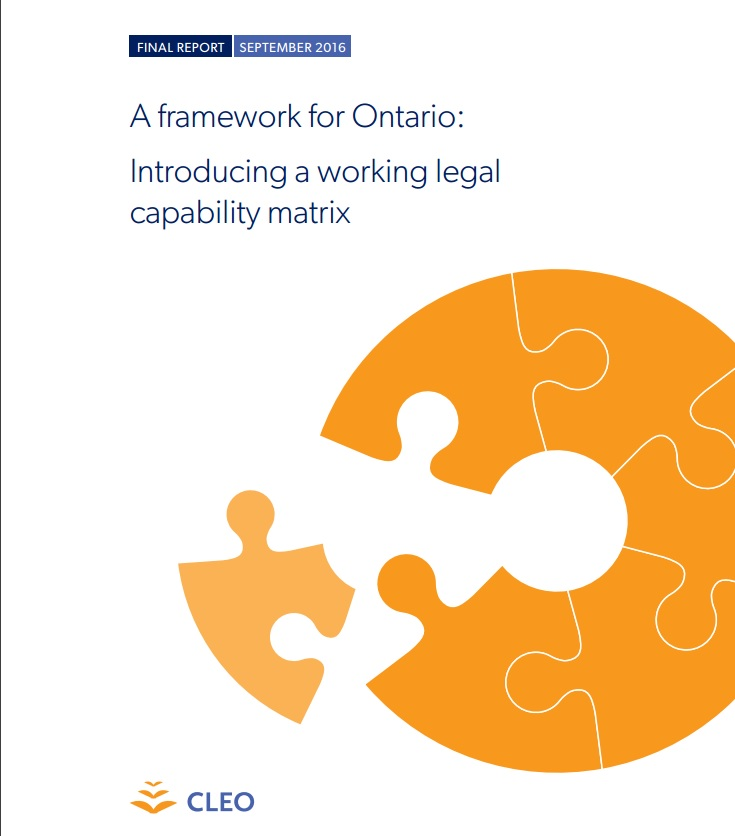 FINAL REPORT SEPTEMBER 2016
A framework for Ontario:
Introducing a working legal
capability matrix
CLEO